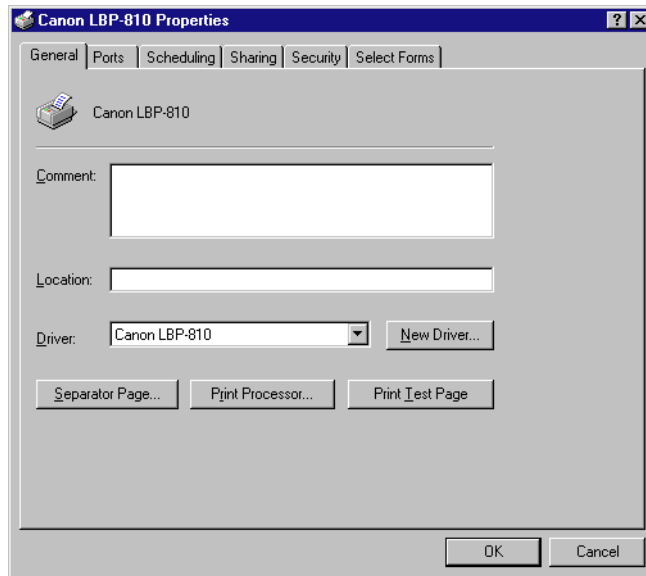 Canon LBP-810 Properties
General Ports Scheduling Sharing Security Select Forms
Canon LBP-810
Comment:
Location:
Driver: Canon LBP-810 New Driver...
Separator Page... Print Processor... Print Test Page
OK Cancel